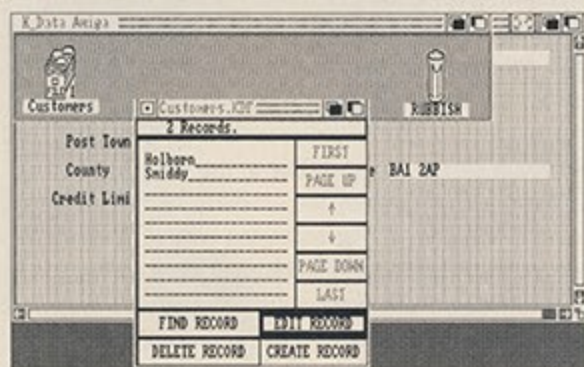 K_Data Amiga
Customers
RUBBISH
Customers.KDF
2 Records.
Post Town
County
BA1 2AP
Credit Limi
Holborn
Smiddy
FIRST
PAGE UP
PAGE DOWN
LAST
FIND RECORD
EDIT RECORD
DELETE RECORD
CREATE RECORD